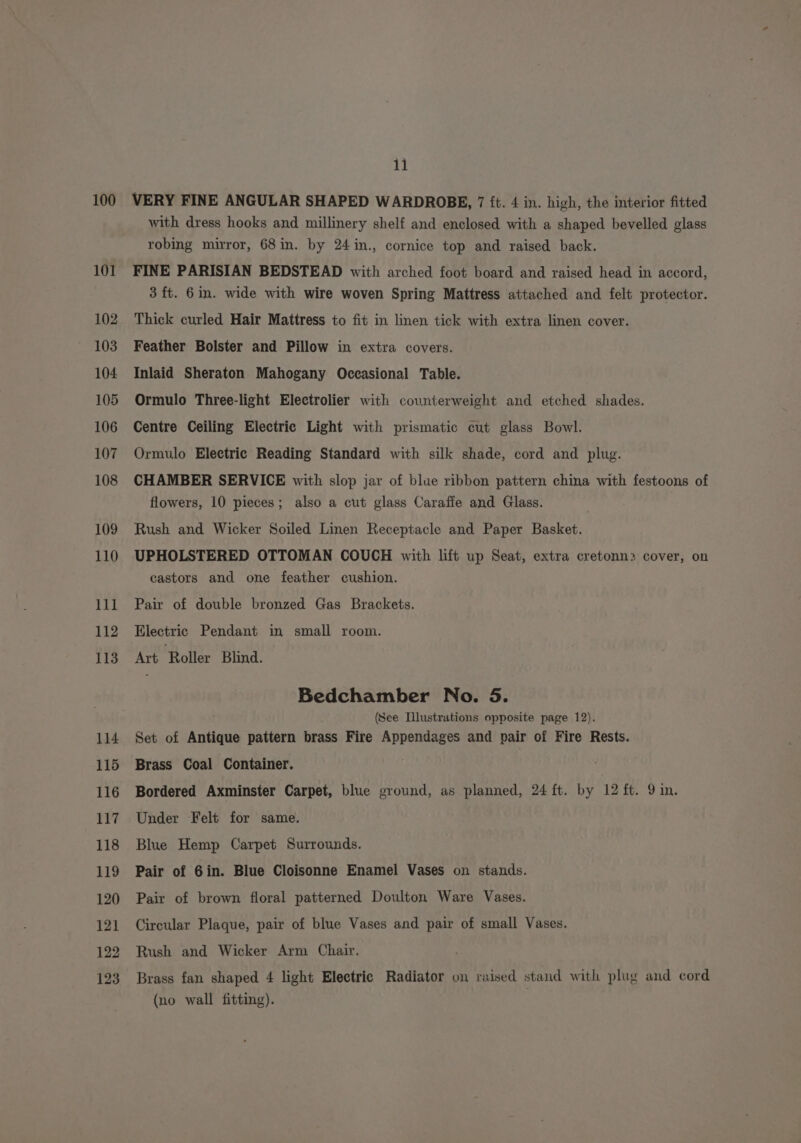 11
100 VERY FINE ANGULAR SHAPED WARDROBE, 7 ft. 4 in. high, the interior fitted
with dress hooks and millinery shelf and enclosed with a shaped bevelled glass
robing mirror, 68 in. by 24 in., cornice top and raised back.
101 FINE PARISIAN BEDSTEAD with arched foot board and raised head in accord,
3 ft. 6 in. wide with wire woven Spring Mattress attached and felt protector.
102 Thick curled Hair Mattress to fit in linen tick with extra linen cover.
103 Feather Bolster and Pillow in extra covers.
104 Inlaid Sheraton Mahogany Occasional Table.
105 Ormulo Three-light Electrolier with counterweight and etched shades.
106 Centre Ceiling Electric Light with prismatic cut glass Bowl.
107 Ormulo Electric Reading Standard with silk shade, cord and plug.
108 CHAMBER SERVICE with slop jar of blue ribbon pattern china with festoons of
flowers, 10 pieces; also a cut glass Caraffe and Glass.
109 Rush and Wicker Soiled Linen Receptacle and Paper Basket.
110 UPHOLSTERED OTTOMAN COUCH with lift up Seat, extra cretonne cover, on
castors and one feather cushion.
111 Pair of double bronzed Gas Brackets.
112 Electric Pendant in small room.
113 Art Roller Blind.
Bedchamber No. 5.
(See Illustrations opposite page 12).
114 Set of Antique pattern brass Fire Appendages and pair of Fire Rests.
115 Brass Coal Container.
116 Bordered Axminster Carpet, blue ground, as planned, 24 ft. by 12 ft. 9 in.
117 Under Felt for same.
118 Blue Hemp Carpet Surrounds.
119 Pair of 6 in. Blue Cloisonne Enamel Vases on stands.
120 Pair of brown floral patterned Doulton Ware Vases.
121 Circular Plaque, pair of blue Vases and pair of small Vases.
122 Rush and Wicker Arm Chair.
123 Brass fan shaped 4 light Electric Radiator on raised stand with plug and cord
(no wall fitting).